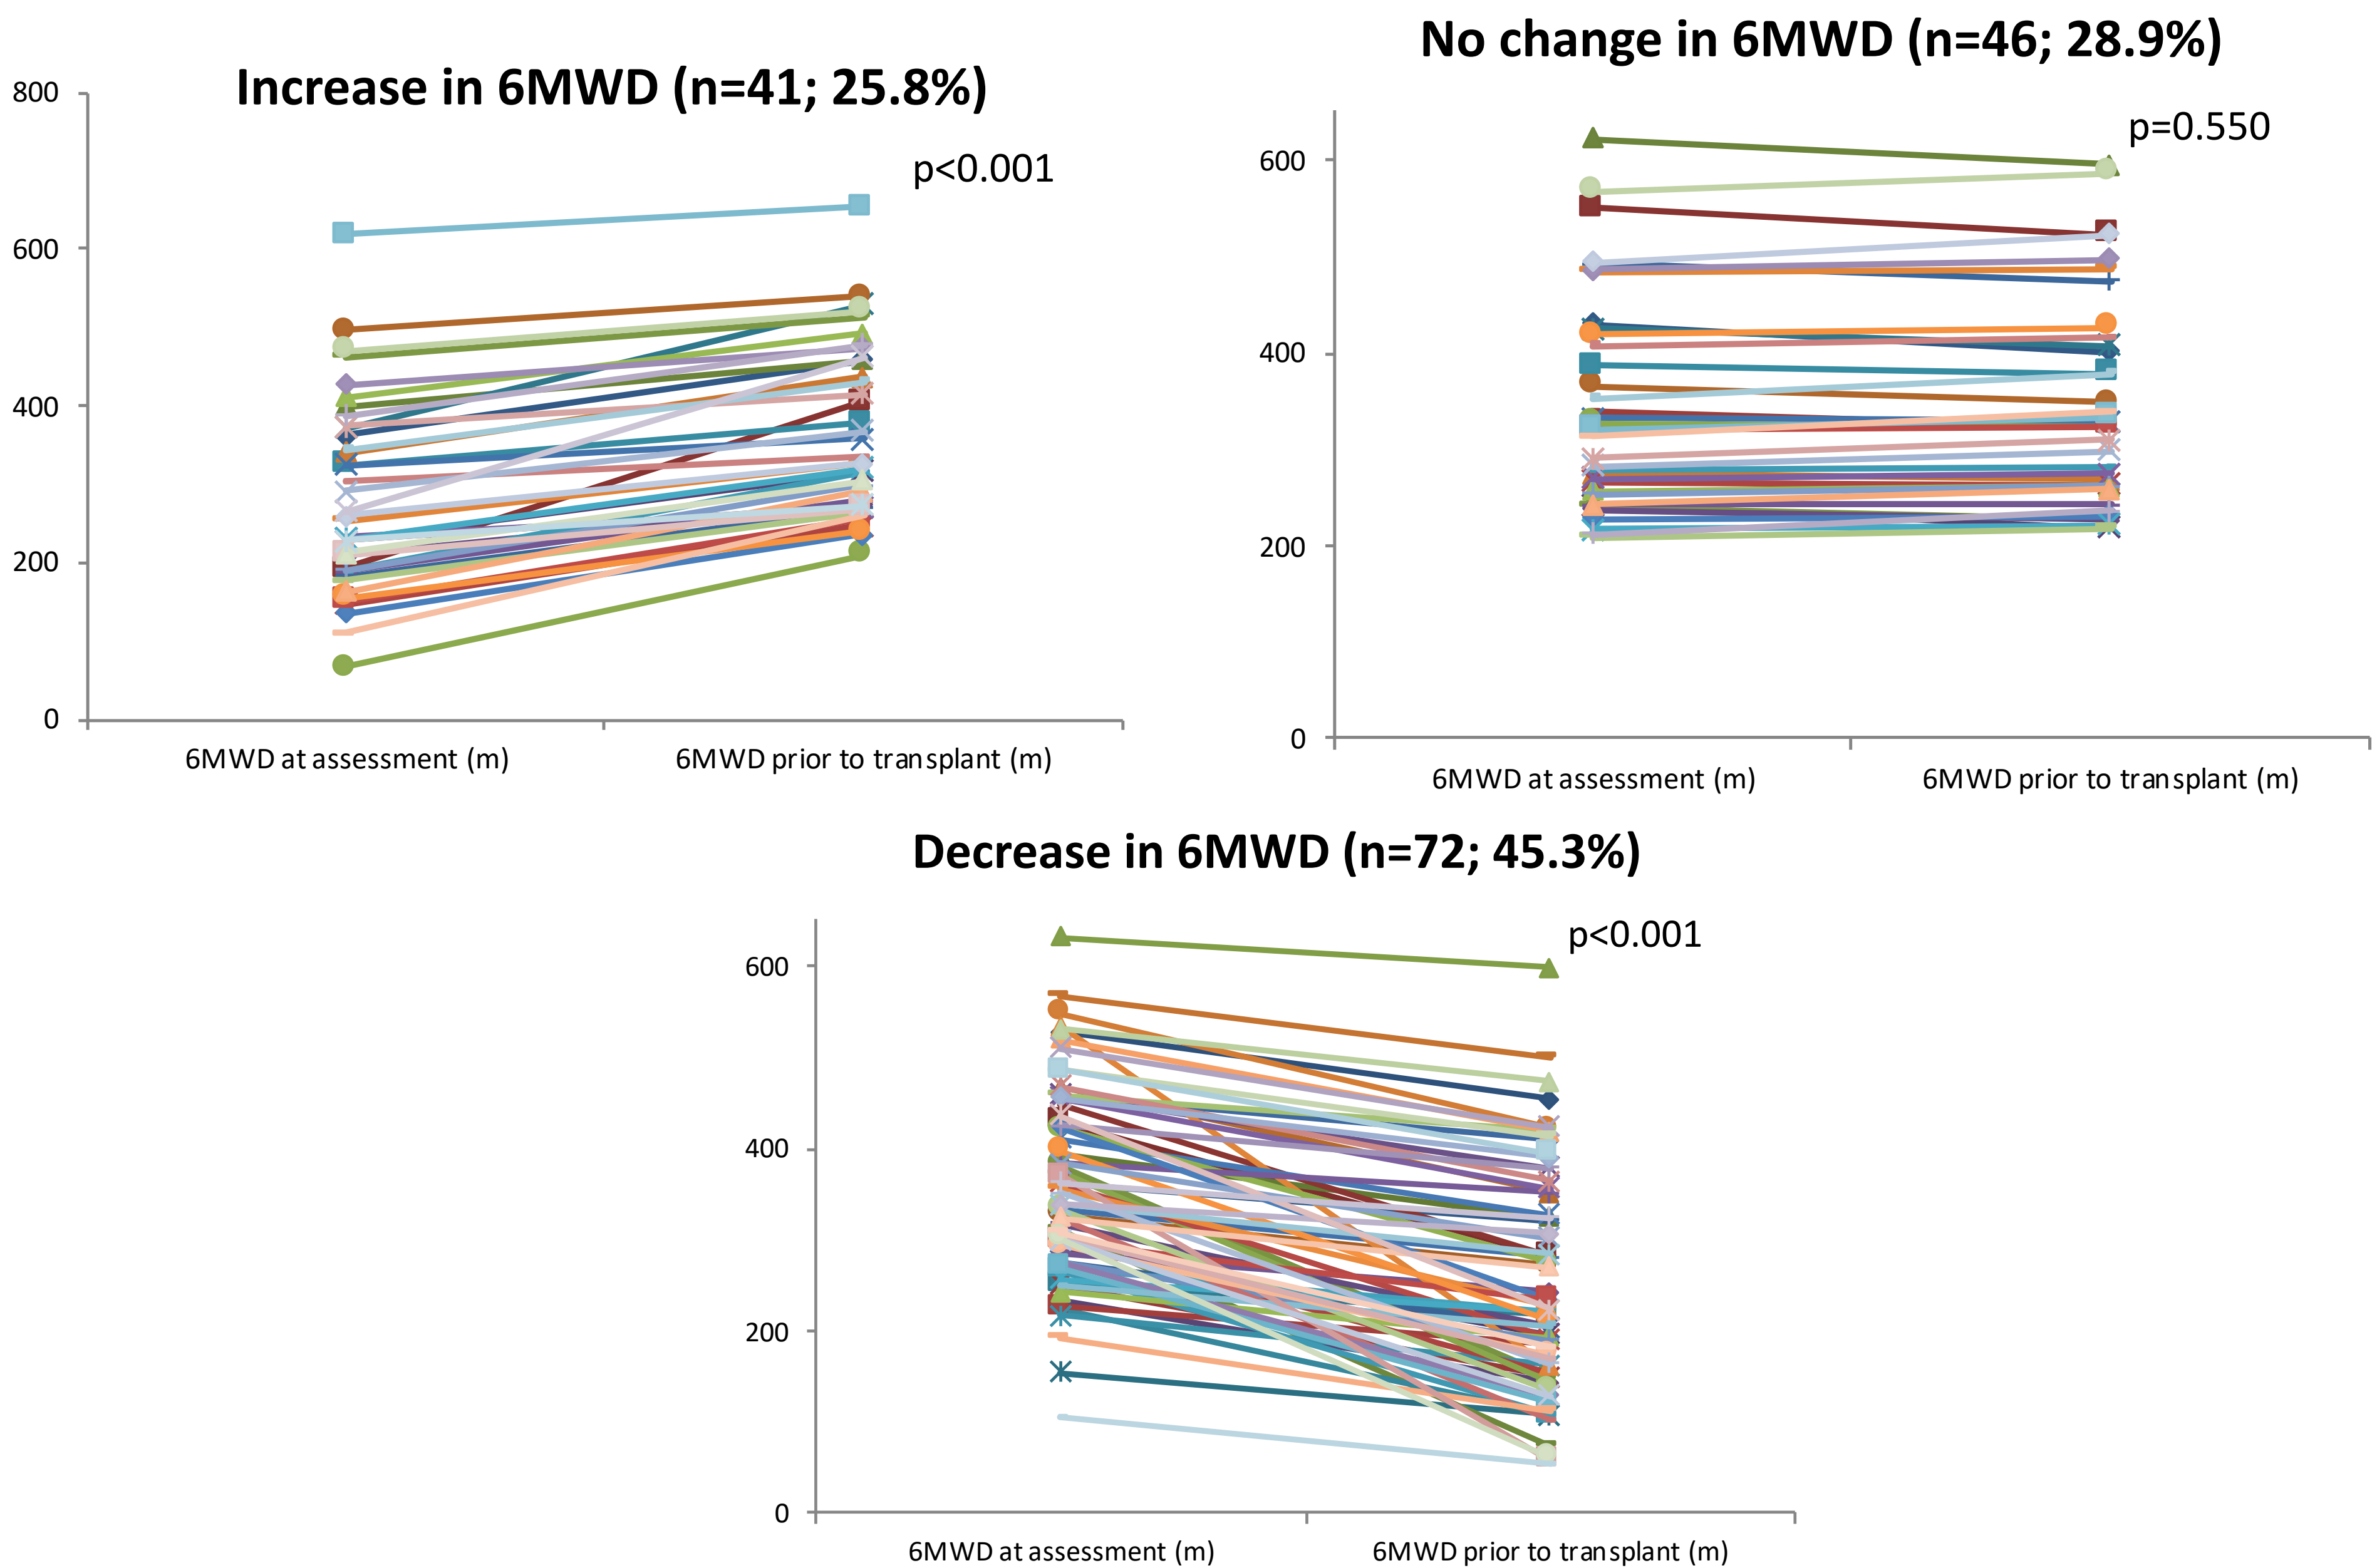 Increase in 6MWD (n=41; 25.8%)
p<0.001
800
600
400
200
0
6MWD at assessment (m)
6MWD prior to transplant (m)
No change in 6MWD (n=46; 28.9%)
p=0.550
600
400
200
0
6MWD at assessment (m)
6MWD prior to transplant (m)
Decrease in 6MWD (n=72; 45.3%)
p<0.001
600
400
200
0
6MWD at assessment (m)
6MWD prior to transplant (m)